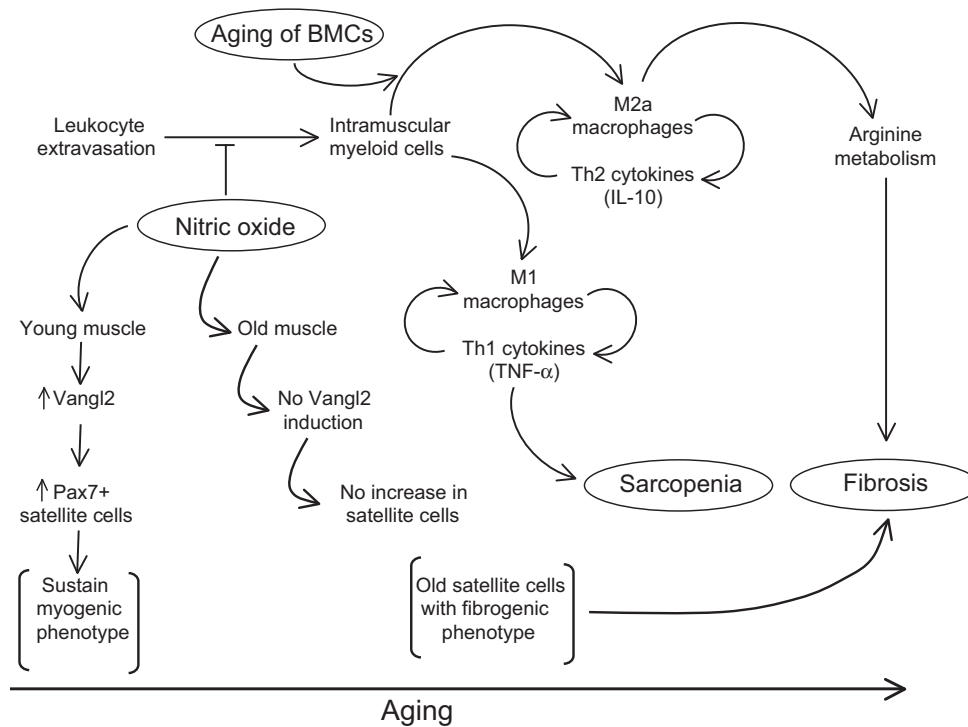 Aging of BMCs
Leukocyte
extravasation
Intramuscular
myeloid cells
M2a
macrophages
Th2 cytokines
(IL-10)
Arginine
metabolism
Nitric oxide
M1
macrophages
Th1 cytokines
(TNF-α)
Young muscle
↑Vangl2
↑Pax7+
satellite cells
Sustain
myogenic
phenotype
Old muscle
No Vangl2
induction
No increase in
satellite cells
Sarcopenia
Fibrosis
Old satellite cells
with fibrogenic
phenotype
Aging